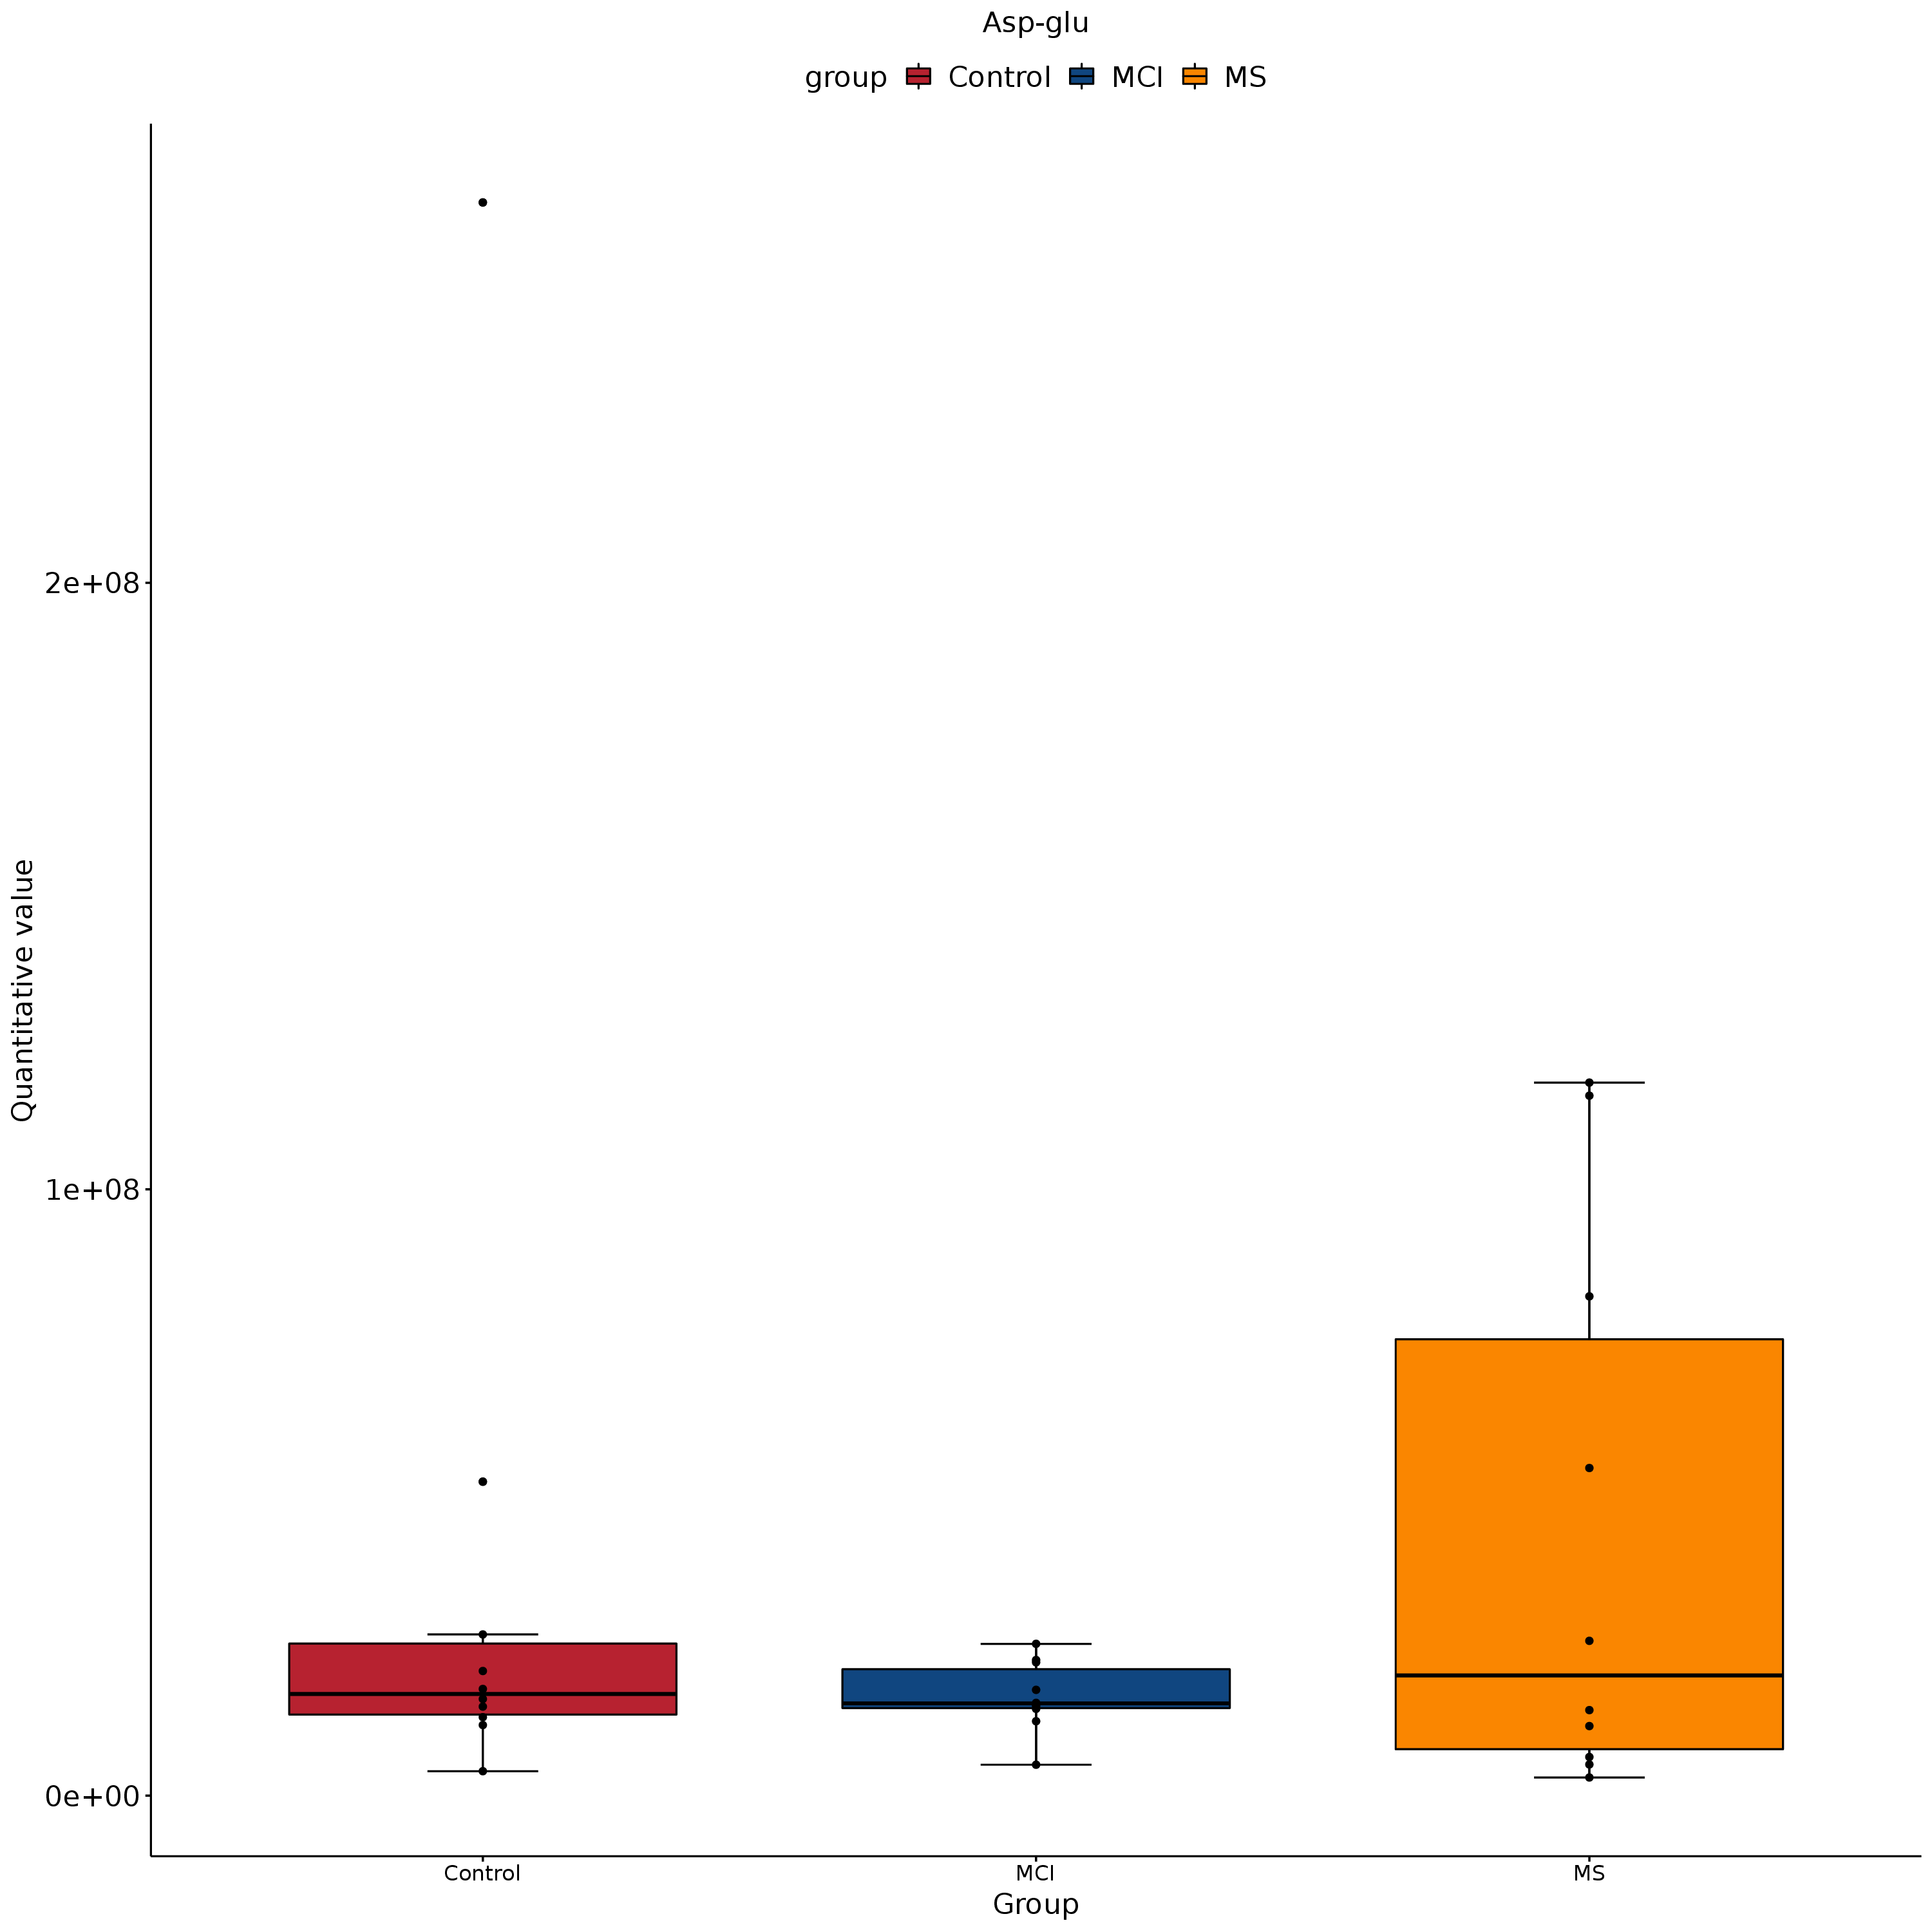 Asp-glu
group Control MCI MS
Quantitative value
2e+08
1e+08
0e+00
Control MCI MS
Group